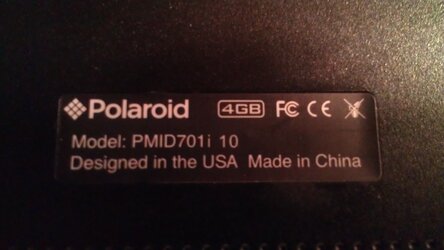 Polaroid 4GB FC CE
Model: PMID701i 10
Designed in the USA Made in China